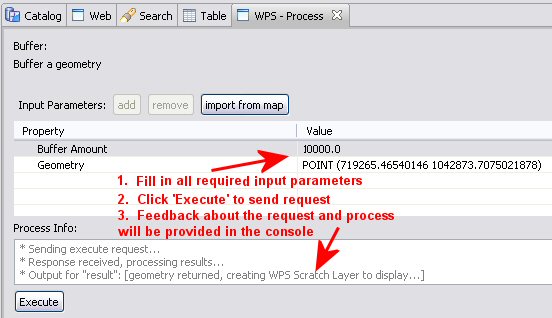 Catalog Web Search Table WPS - Process
Buffer:
Buffer a geometry
Input Parameters: add remove import from map
Property Value
Buffer Amount 10000.0
Geometry POINT (719265.46540146 1042873.7075021878)
1. Fill in all required input parameters
2. Click 'Execute' to send request
3. Feedback about the request and process
will be provided in the console
Process Info:
* Sending execute request...
* Response received, processing results...
* Output for "result": [geometry returned, creating WPS Scratch Layer to display...]
Execute